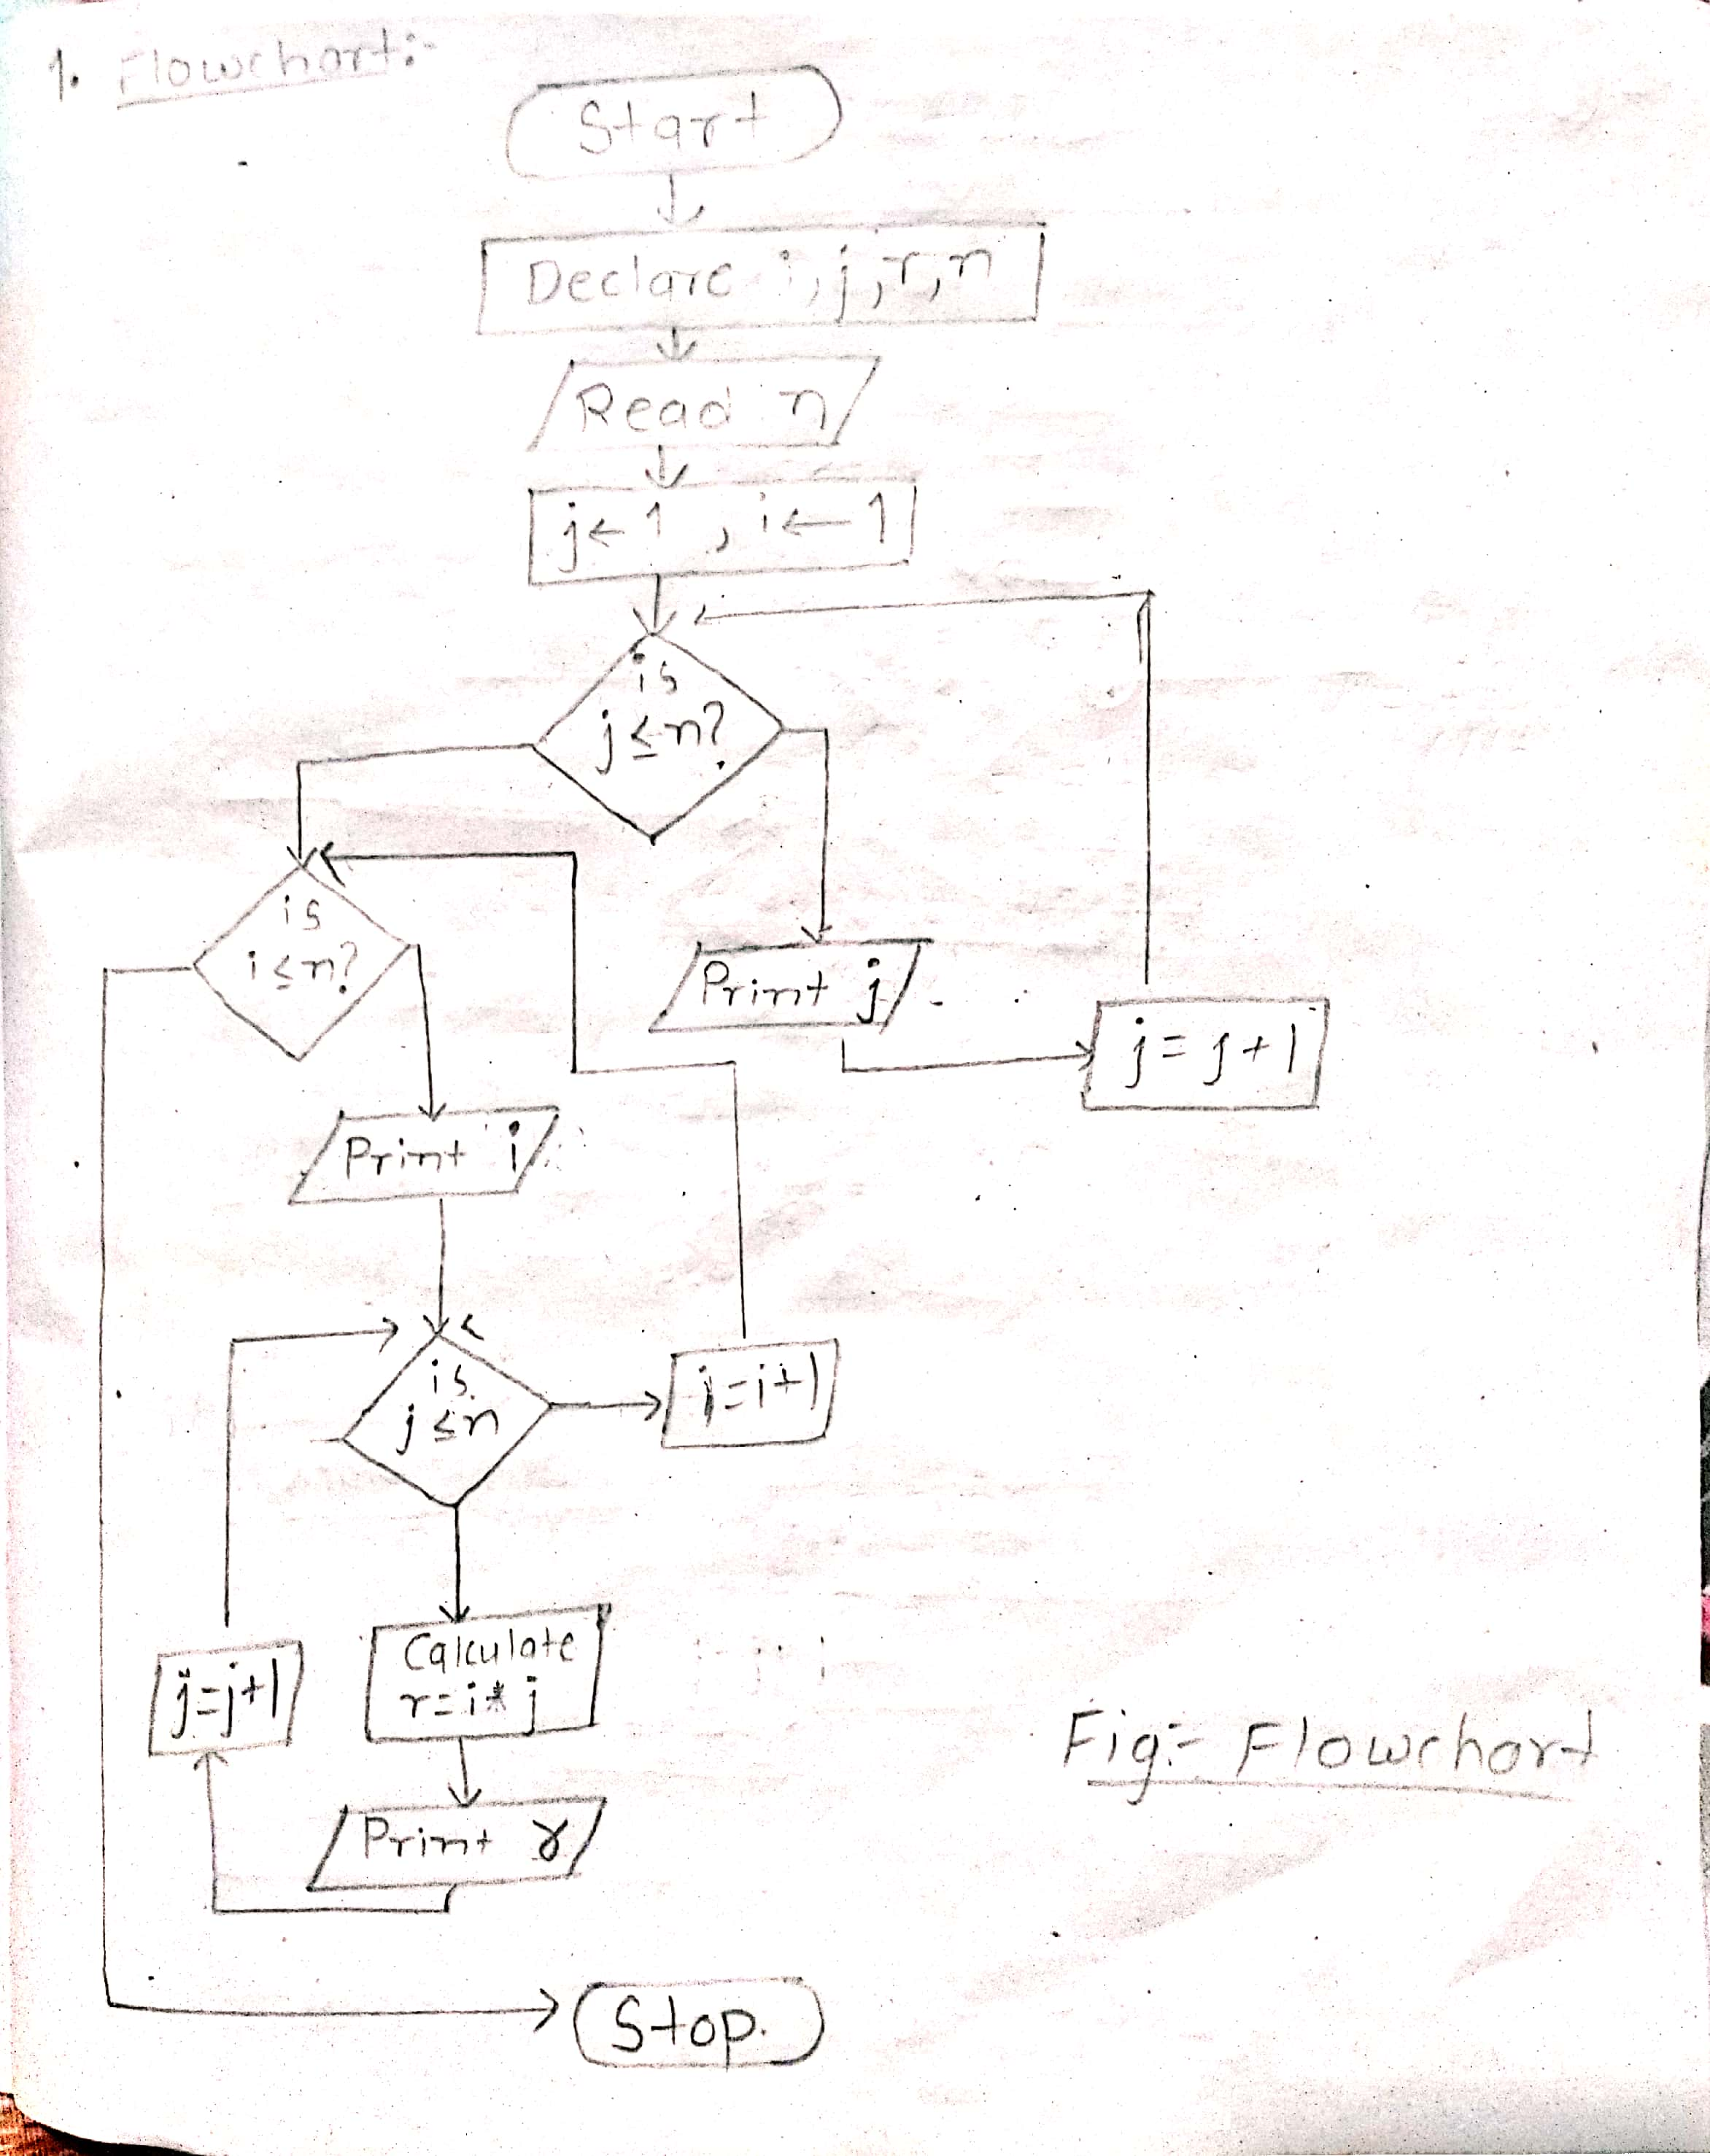 1. Flowchart:-
Start
Declare i, j, r, n
Read n
j ← 1 , i ← 1
is
j ≤ n?
is
i ≤ n?
Print j
j = j + 1
Print i
is
j ≤ n
i = i + 1
Calculate
r = i * j
j = j + 1
Print r
Fig:- Flowchart
Stop.